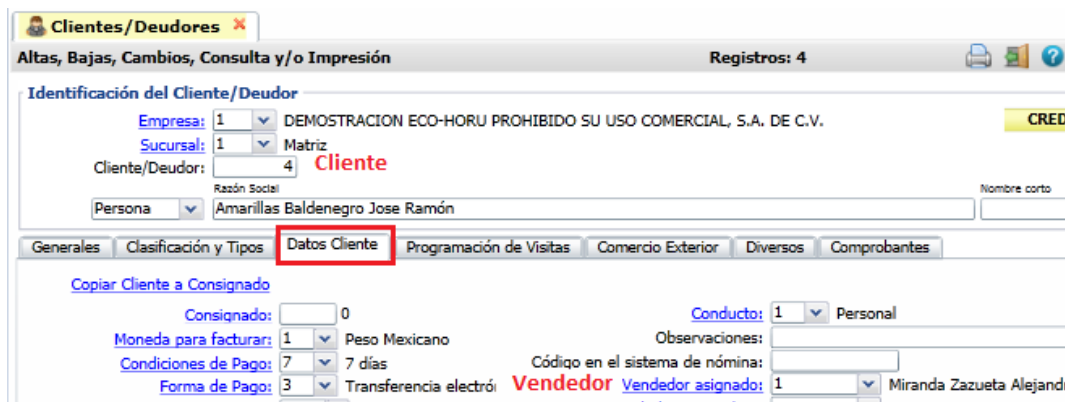 Clientes/Deudores
Altas, Bajas, Cambios, Consulta y/o Impresión Registros: 4
Identificación del Cliente/Deudor
Empresa: 1 DEMOSTRACION ECO-HORU PROHIBIDO SU USO COMERCIAL, S.A. DE C.V. CRED
Sucursal: 1 Matriz
Cliente/Deudor: 4 Cliente
Razón Social Nombre corto
Persona Amarillas Baldenegro Jose Ramón
Generales Clasificación y Tipos Datos Cliente Programación de Visitas Comercio Exterior Diversos Comprobantes
Copiar Cliente a Consignado
Consignado: 0 Conducto: 1 Personal
Moneda para facturar: 1 Peso Mexicano Observaciones:
Condiciones de Pago: 7 7 días Código en el sistema de nómina:
Forma de Pago: 3 Transferencia electró Vendedor Vendedor asignado: 1 Miranda Zazueta Alejand